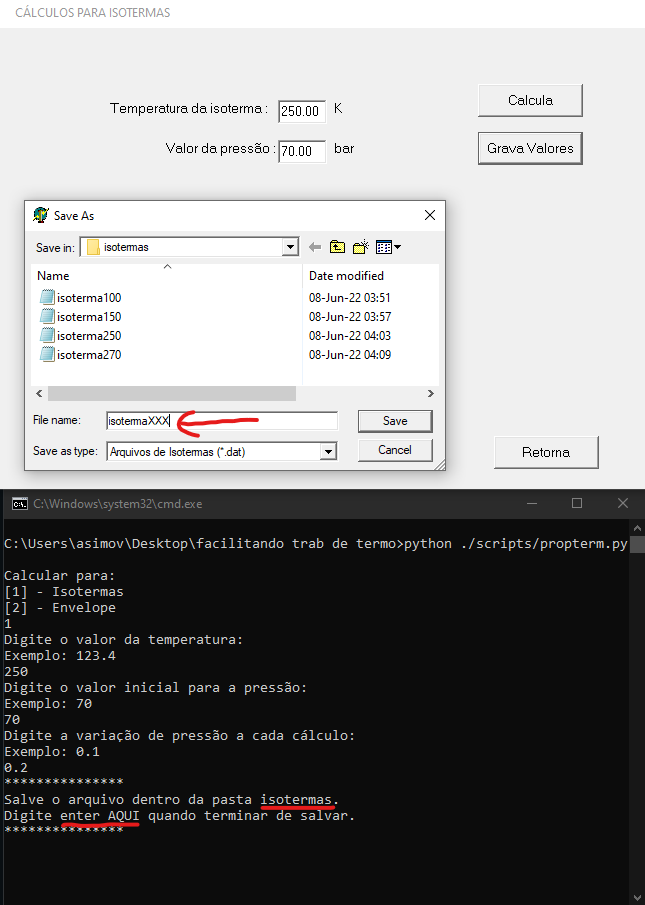 CÁLCULOS PARA ISOTERMAS
Temperatura da isoterma : 250.00 K
Calcula
Valor da pressão : 70.00 bar
Grava Valores
Save As
Save in: isotermas
Name Date modified
isoterma100 08-Jun-22 03:51
isoterma150 08-Jun-22 03:57
isoterma250 08-Jun-22 04:03
isoterma270 08-Jun-22 04:09
File name: isotermaXXX Save
Save as type: Arquivos de Isotermas (*.dat) Cancel
Retorna
C:\Windows\system32\cmd.exe
C:\Users\asimov\Desktop\facilitando trab de termo>python ./scripts/propterm.py
Calcular para:
[1] - Isotermas
[2] - Envelope
1
Digite o valor da temperatura:
Exemplo: 123.4
250
Digite o valor inicial para a pressão:
Exemplo: 70
70
Digite a variação de pressão a cada cálculo:
Exemplo: 0.1
0.2
***************
Salve o arquivo dentro da pasta isotermas.
Digite enter AQUI quando terminar de salvar.
***************